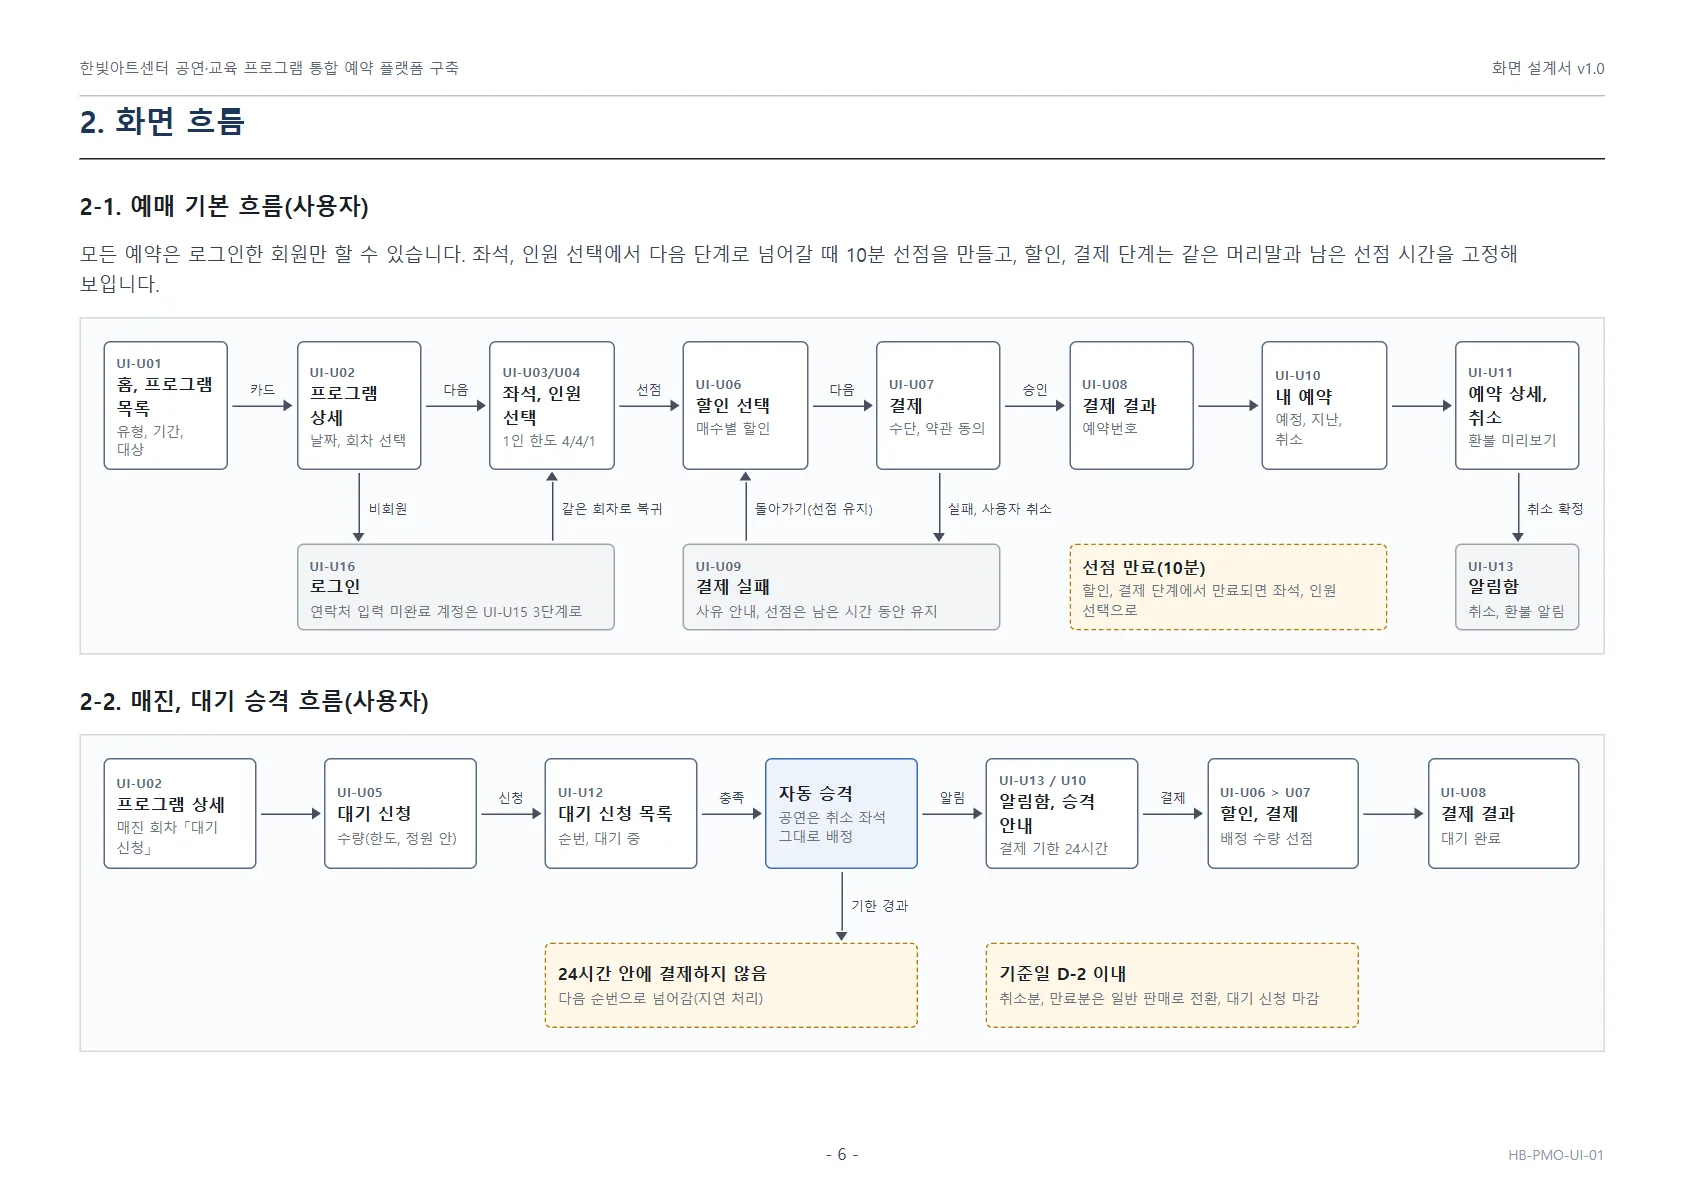 한빛아트센터 공연·교육 프로그램 통합 예약 플랫폼 구축
화면 설계서 v1.0
2. 화면 흐름
2-1. 예매 기본 흐름(사용자)
모든 예약은 로그인한 회원만 할 수 있습니다. 좌석, 인원 선택에서 다음 단계로 넘어갈 때 10분 선점을 만들고, 할인, 결제 단계는 같은 머리말과 남은 선점 시간을 고정해
보입니다.
UI-U01
홈, 프로그램
목록
유형, 기간,
대상
카드
UI-U02
프로그램
상세
날짜, 회차 선택
다음
UI-U03/U04
좌석, 인원
선택
1인 한도 4/4/1
선점
UI-U06
할인 선택
매수별 할인
다음
UI-U07
결제
수단, 약관 동의
승인
UI-U08
결제 결과
예약번호
UI-U10
내 예약
예정, 지난,
취소
UI-U11
예약 상세,
취소
환불 미리보기
비회원
같은 회차로 복귀
돌아가기(선점 유지)
실패, 사용자 취소
취소 확정
UI-U16
로그인
연락처 입력 미완료 계정은 UI-U15 3단계로
UI-U09
결제 실패
사유 안내, 선점은 남은 시간 동안 유지
선점 만료(10분)
할인, 결제 단계에서 만료되면 좌석, 인원
선택으로
UI-U13
알림함
취소, 환불 알림
2-2. 매진, 대기 승격 흐름(사용자)
UI-U02
프로그램 상세
매진 회차 「대기
신청」
UI-U05
대기 신청
수량(한도, 정원 안)
신청
UI-U12
대기 신청 목록
순번, 대기 중
충족
자동 승격
공연은 취소 좌석
그대로 배정
알림
UI-U13 / U10
알림함, 승격
안내
결제 기한 24시간
결제
UI-U06 > U07
할인, 결제
배정 수량 선점
UI-U08
결제 결과
대기 완료
기한 경과
24시간 안에 결제하지 않음
다음 순번으로 넘어감(지연 처리)
기준일 D-2 이내
취소분, 만료분은 일반 판매로 전환, 대기 신청 마감
- 6 -
HB-PMO-UI-01